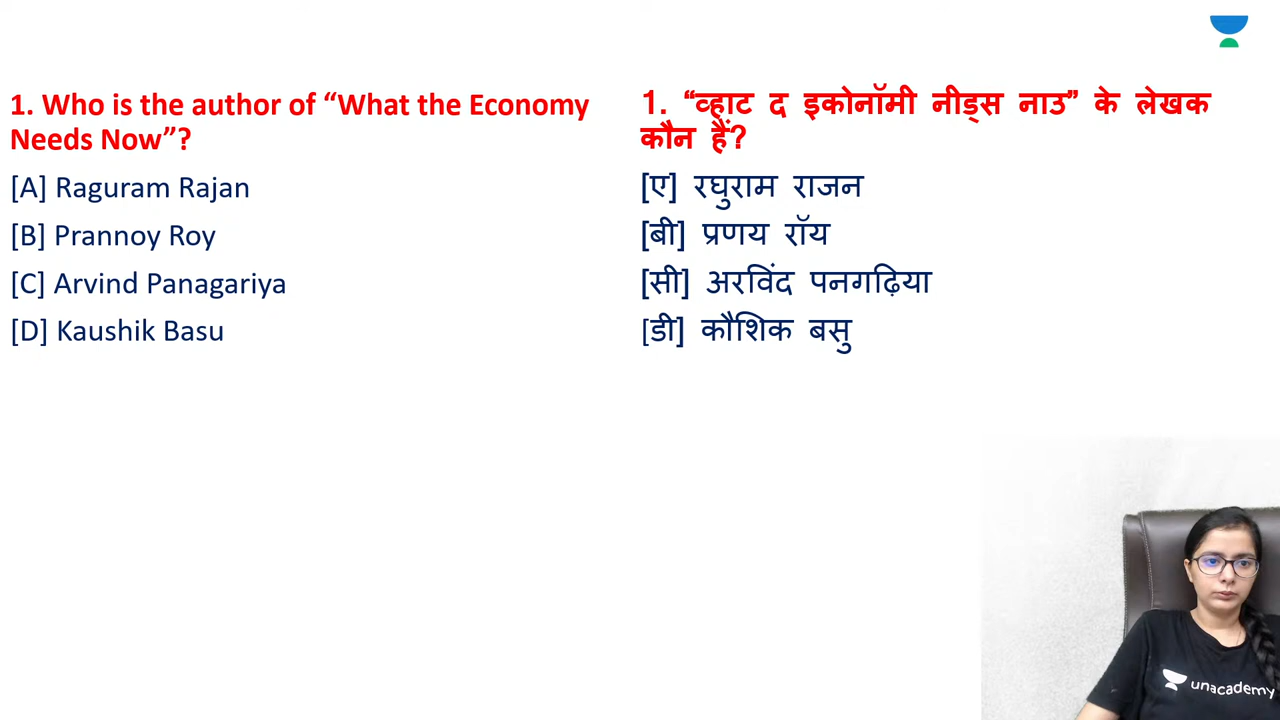 1. Who is the author of “What the Economy
Needs Now”?
[A] Raguram Rajan
[B] Prannoy Roy
[C] Arvind Panagariya
[D] Kaushik Basu
1. “व्हाट द इकोनॉमी नीड्स नाउ” के लेखक
कौन हैं?
[ए] रघुराम राजन
[बी] प्रणय रॉय
[सी] अरविंद पनगढ़िया
[डी] कौशिक बसु
unacademy